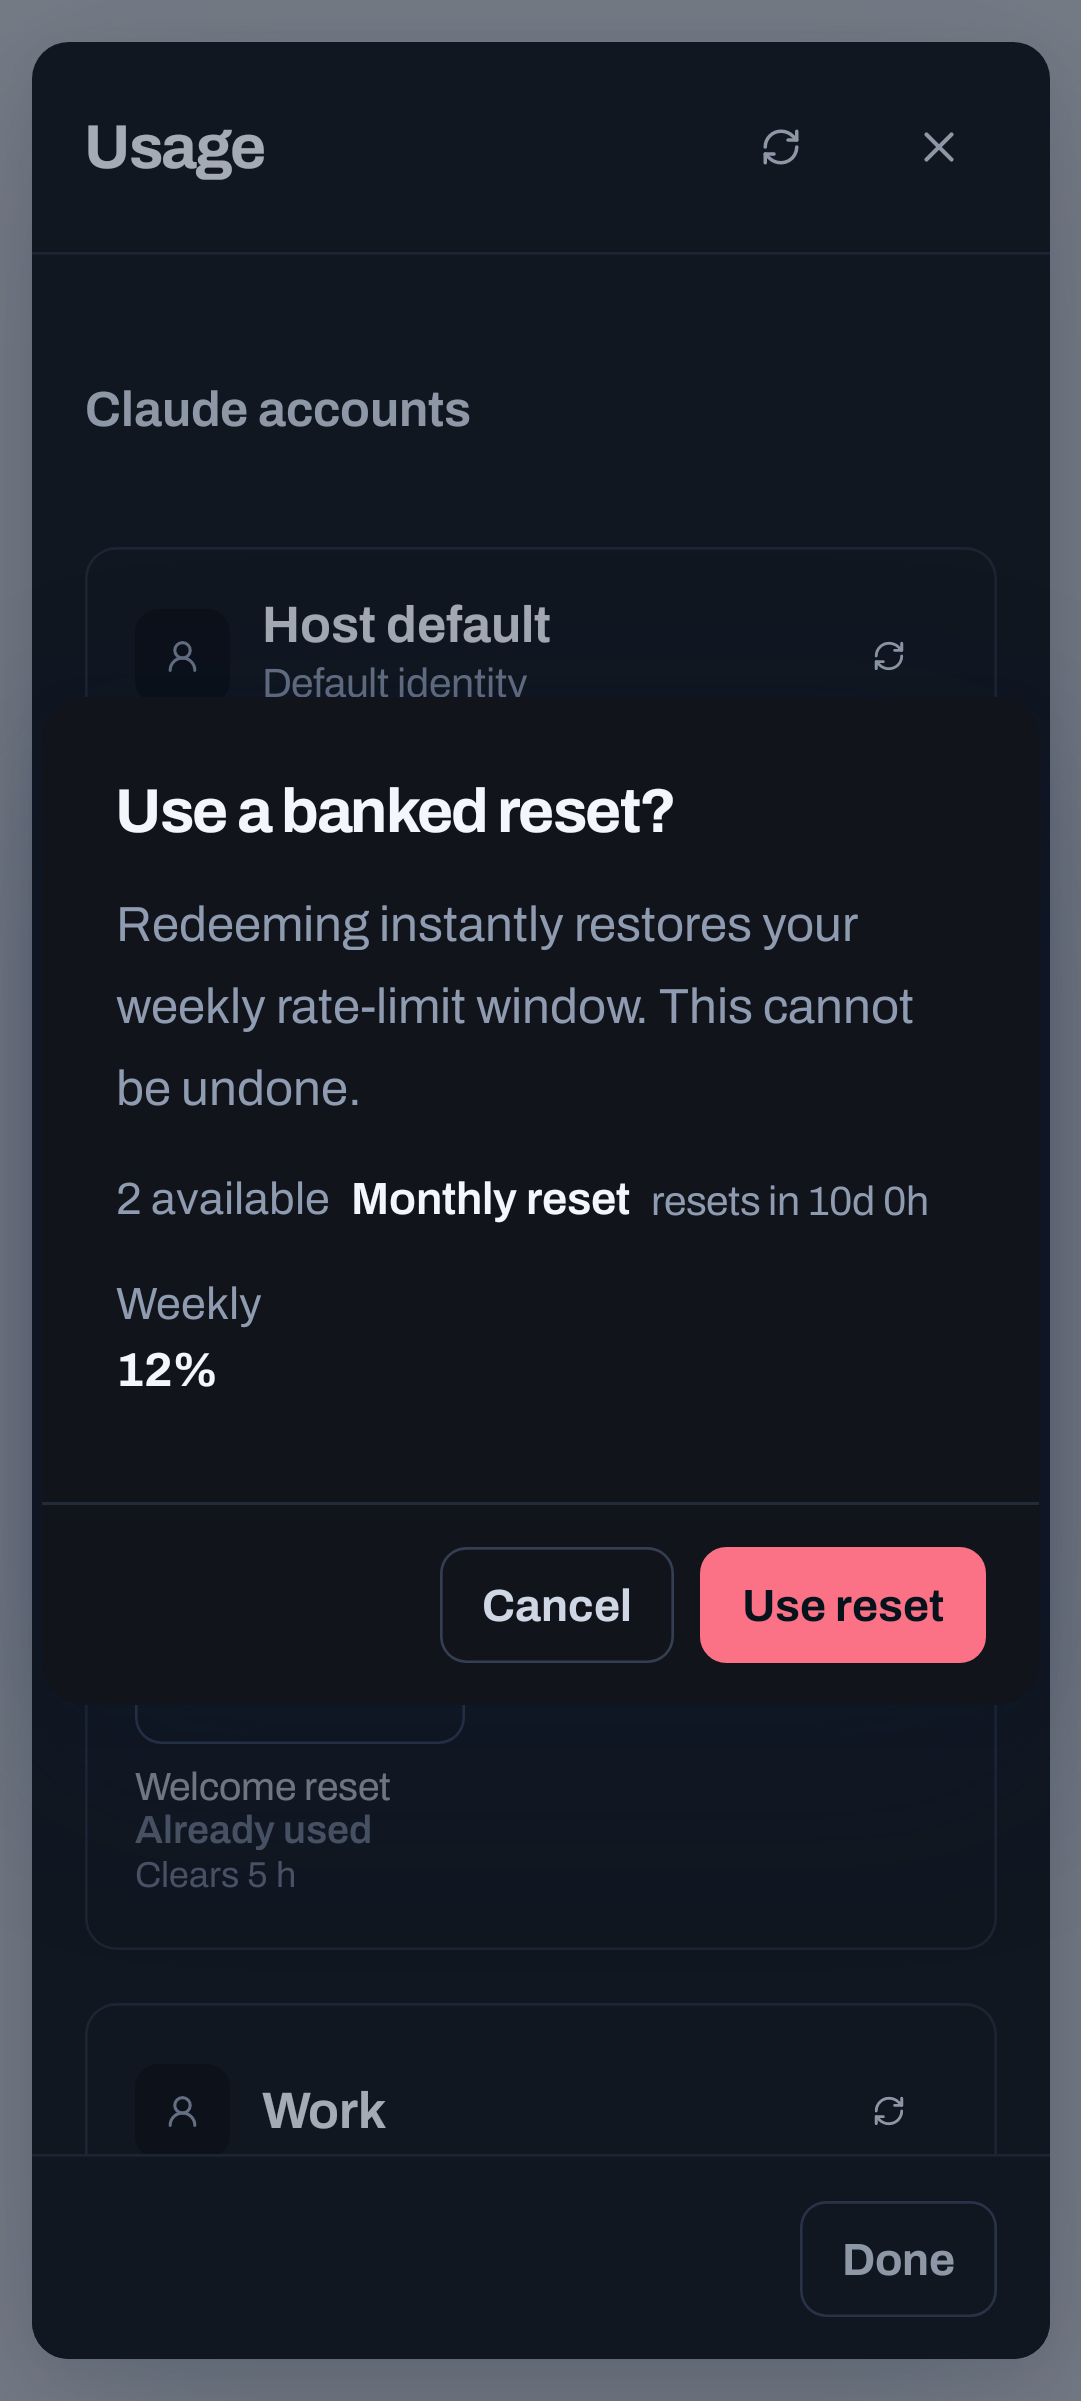 Usage
Claude accounts
Host default
Default identity
Use a banked reset?
Redeeming instantly restores your
weekly rate-limit window. This cannot
be undone.
2 available Monthly reset resets in 10d 0h
Weekly
12%
Cancel Use reset
Welcome reset
Already used
Clears 5 h
Work
Done